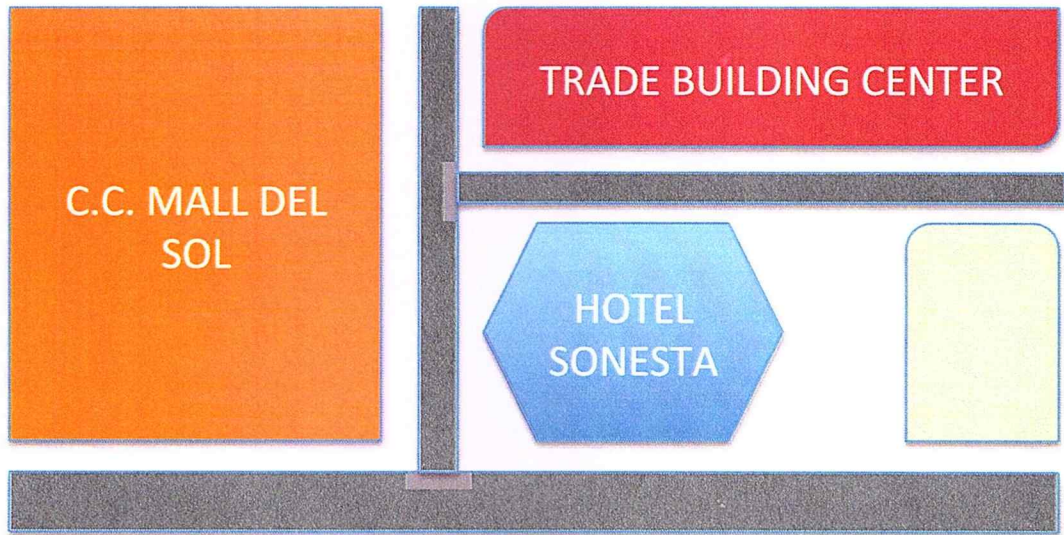 TRADE BUILDING CENTER
C.C. MALL DEL
SOL
HOTEL
SONESTA